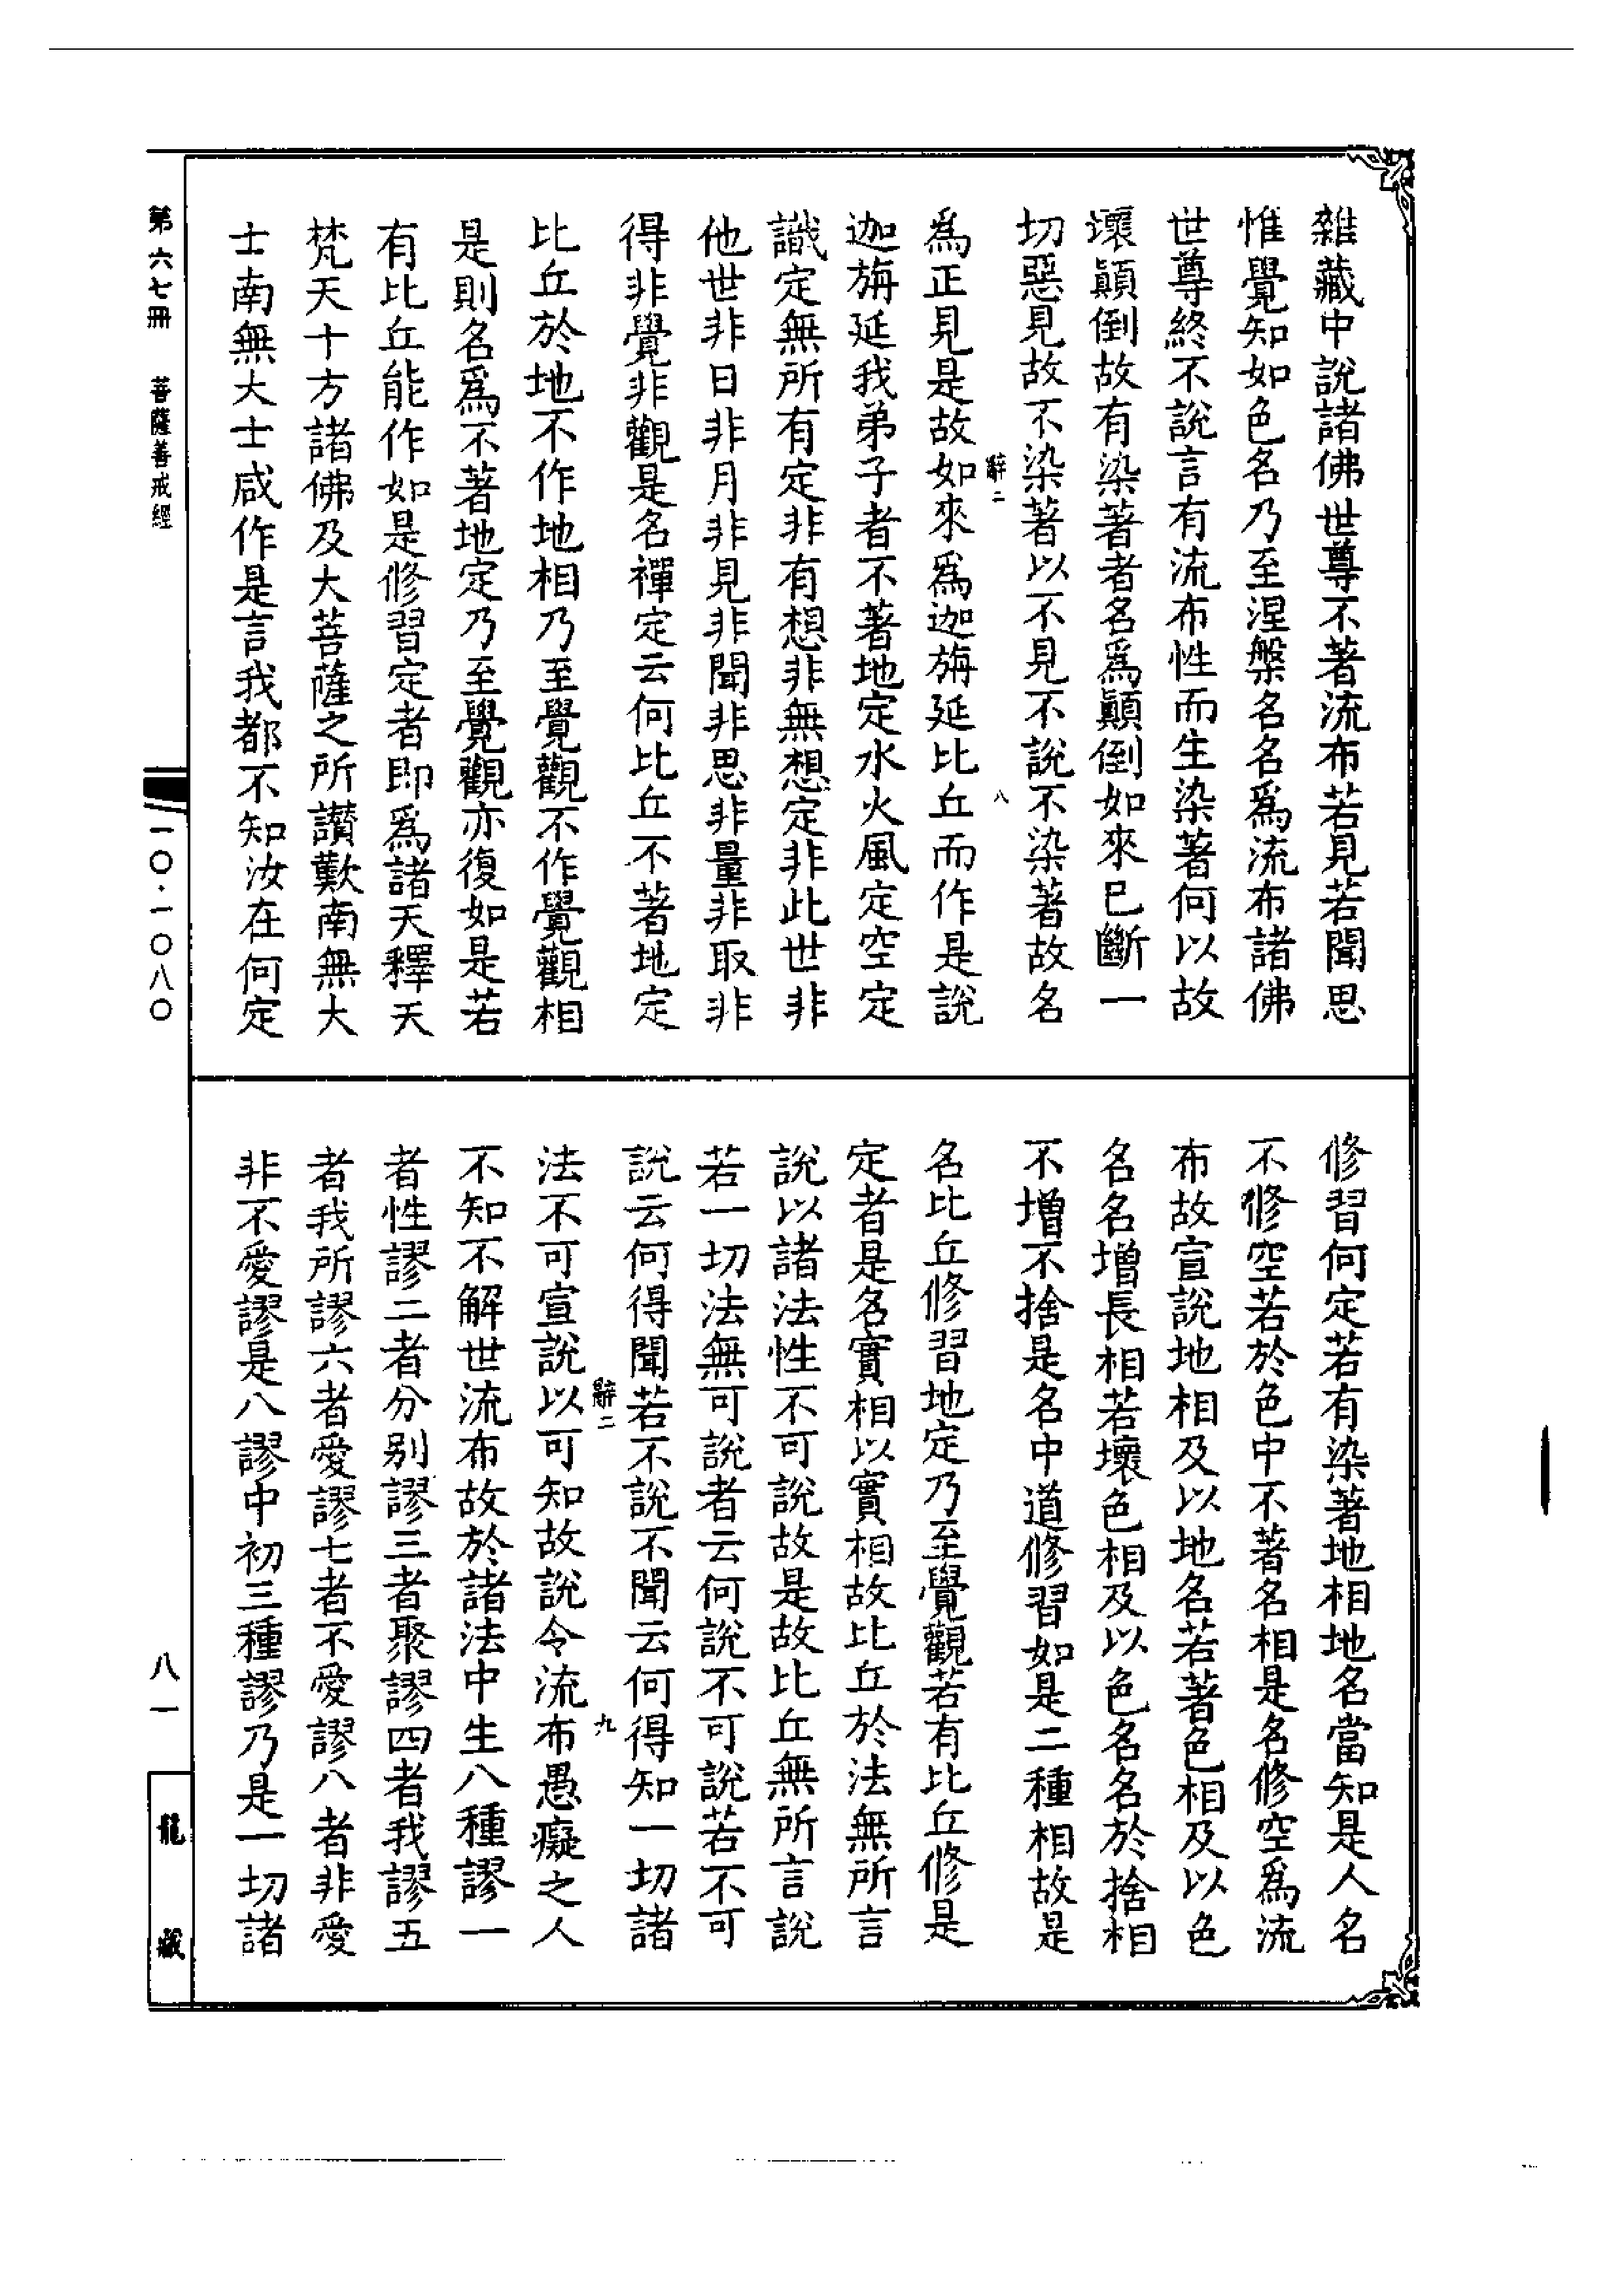 雜藏中說諸佛世尊不著流布若見若聞思
惟覺知如色名乃至涅槃名名爲流布諸佛
世尊終不說言有流布性而生染著何以故
壞顚倒故有染著者名爲顚倒如來已斷一
切惡見故不染著以不見不說不染著故名
辭二
八
爲正見是故如來爲迦旃延比丘而作是說
迦旃延我弟子者不著地定水火風定空定
識定無所有定非有想非無想定非此世非
他世非日非月非見非聞非思非量非取非
得非覺非觀是名禪定云何比丘不著地定
比丘於地不作地相乃至覺觀不作覺觀相
是則名爲不著地定乃至覺觀亦復如是若
有比丘能作如是修習定者即爲諸天釋天
梵天十方諸佛及大菩薩之所讚歎南無大
士南無大士咸作是言我都不知汝在何定
修習何定若有染著地相地名當知是人名
不修空若於色中不著名相是名修空爲流
布故宣說地相及以地名若著色相及以色
名名增長相若壞色相及以色名名於捨相
不增不捨是名中道修習如是二種相故是
名比丘修習地定乃至覺觀若有比丘修是
定者是名實相以實相故比丘於法無所言
說以諸法性不可說故是故比丘無所言說
若一切法無可說者云何說不可說若不可
說云何得聞若不說不聞云何得知一切諸
辭二
九
法不可宣說以可知故說令流布愚癡之人
不知不解世流布故於諸法中生八種謬一
者性謬二者分别謬三者聚謬四者我謬五
者我所謬六者愛謬七者不愛謬八者非愛
非不愛謬是八謬中初三種謬乃是一切諸
第六七冊 菩薩善戒經
一〇·一〇八〇
八一
龍藏